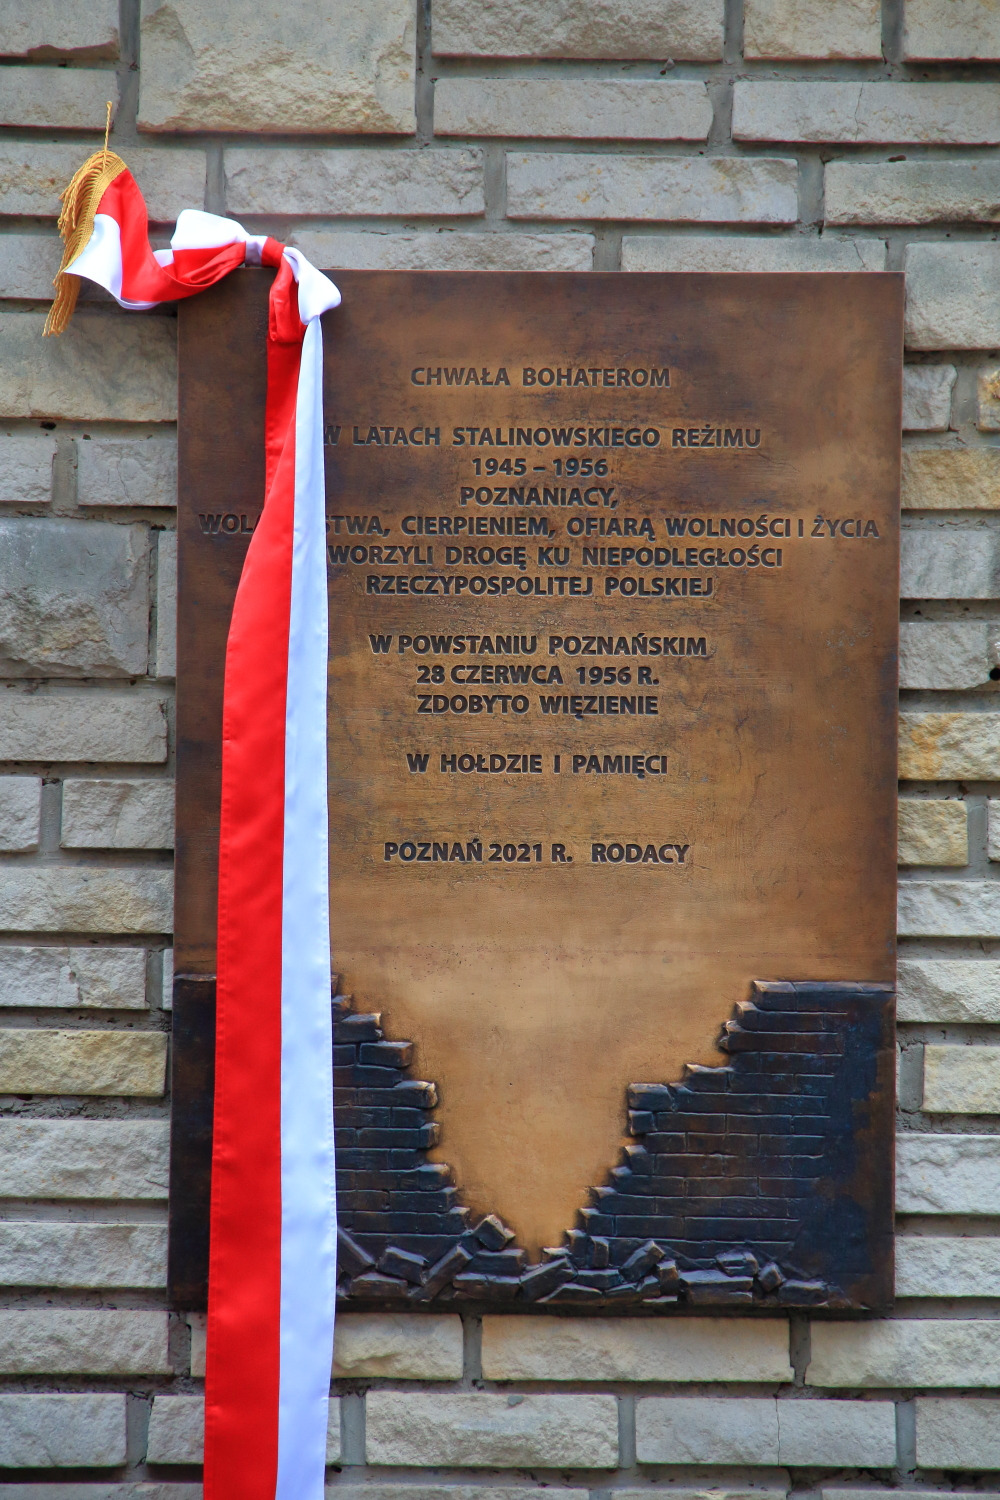 CHWAŁA BOHATEROM
W LATACH STALINOWSKIEGO REŻIMU
1945 – 1956
POZNANIACY,
CIERPIENIEM, OFIARĄ WOLNOŚCI I ŻYCIA
DROGĘ KU NIEPODLEGŁOŚCI
RZECZYPOSPOLITEJ POLSKIEJ
W POWSTANIU POZNAŃSKIM
28 CZERWCA 1956 R.
ZDOBYTO WIĘZIENIE
W HOŁDZIE I PAMIĘCI
POZNAŃ 2021 R. RODACY